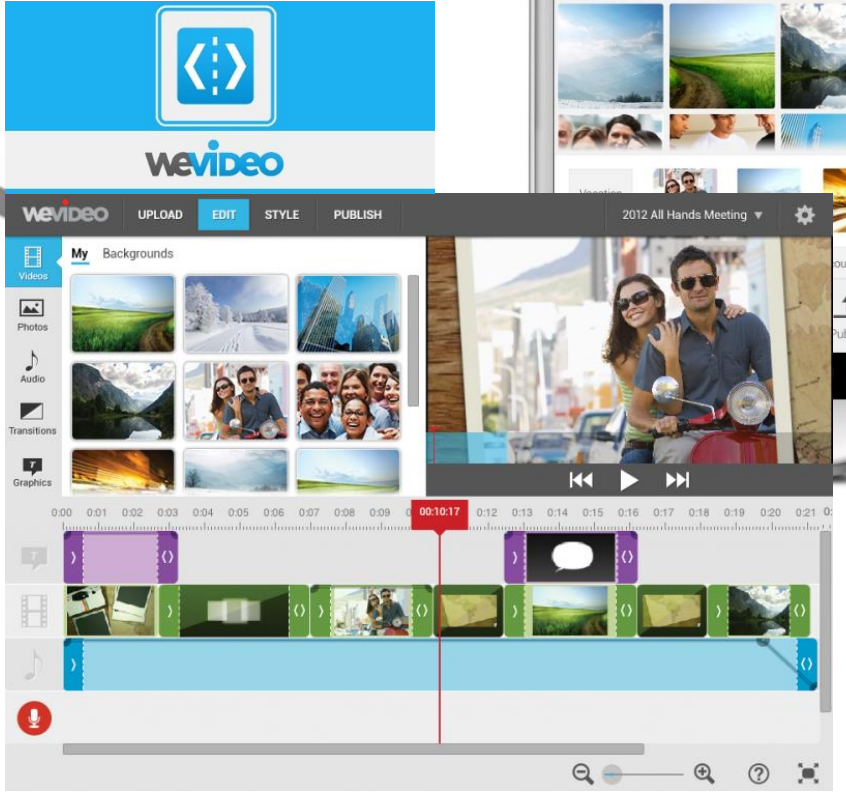 WeVideo
Vacation
WeVideo UPLOAD EDIT STYLE PUBLISH 2012 All Hands Meeting
Videos
My Backgrounds
Photos
Audio
Transitions
T
Graphics
0:00 0:01 0:02 0:03 0:04 0:05 0:06 0:07 0:08 0:09 00:10:17 0:12 0:13 0:14 0:15 0:16 0:17 0:18 0:19 0:20 0:21
T